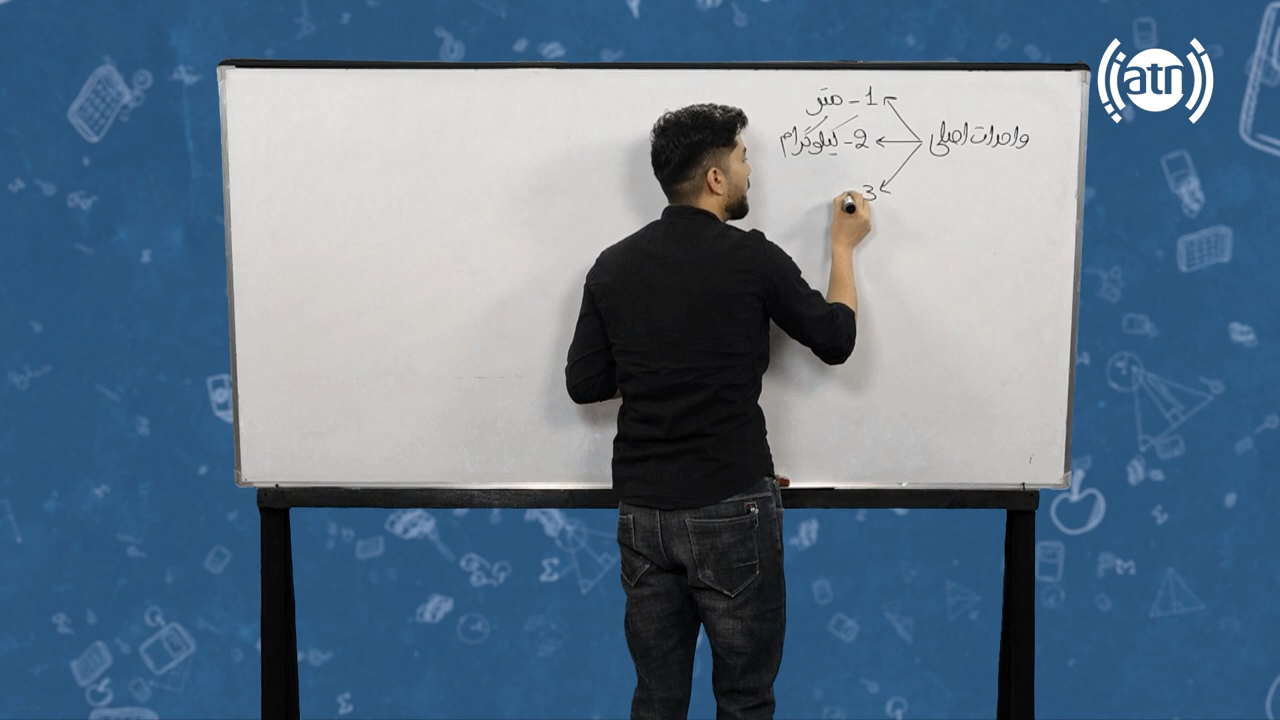 واحدات اصلی
1- متر
2- کیلوگرام
3
atn